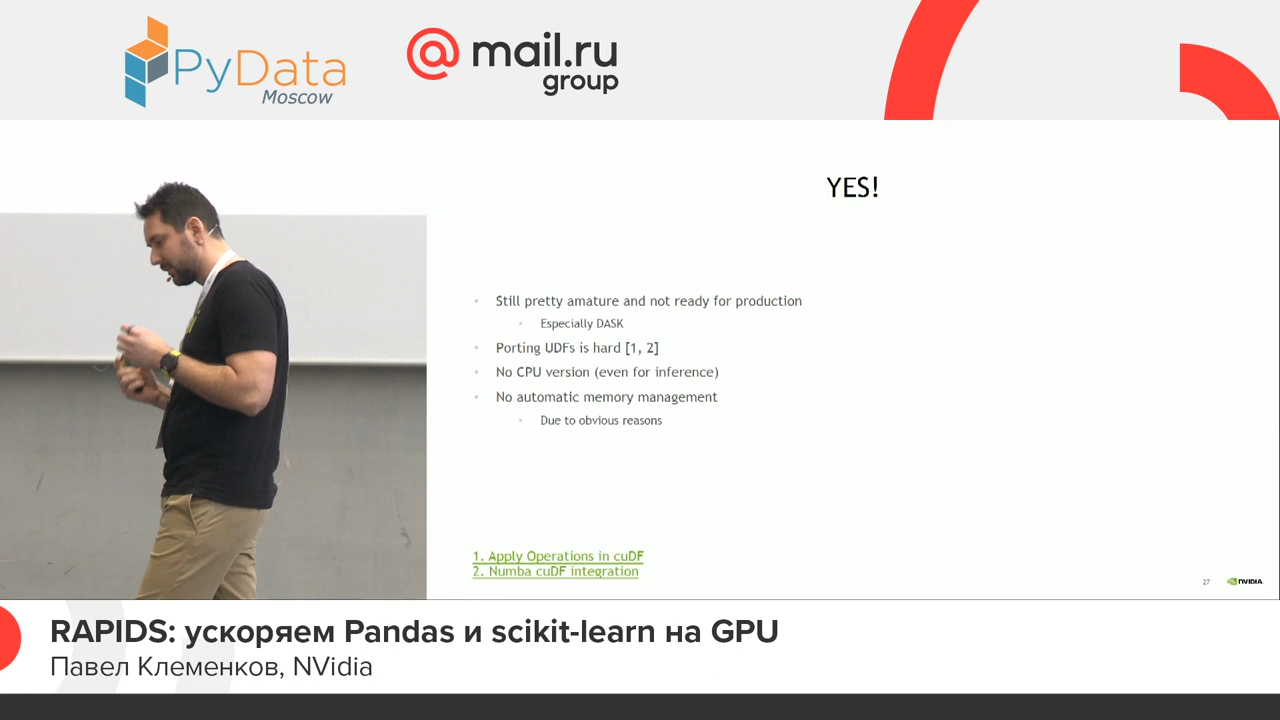 PyData
Moscow
@mail.ru
group
YES!
Still pretty amature and not ready for production
Especially DASK
Porting UDFs is hard [1, 2]
No CPU version (even for inference)
No automatic memory management
Due to obvious reasons
1. Apply Operations in cuDF
2. Numba cuDF integration
27
NVIDIA
RAPIDS: ускоряем Pandas и scikit-learn на GPU
Павел Клеменков, NVidia